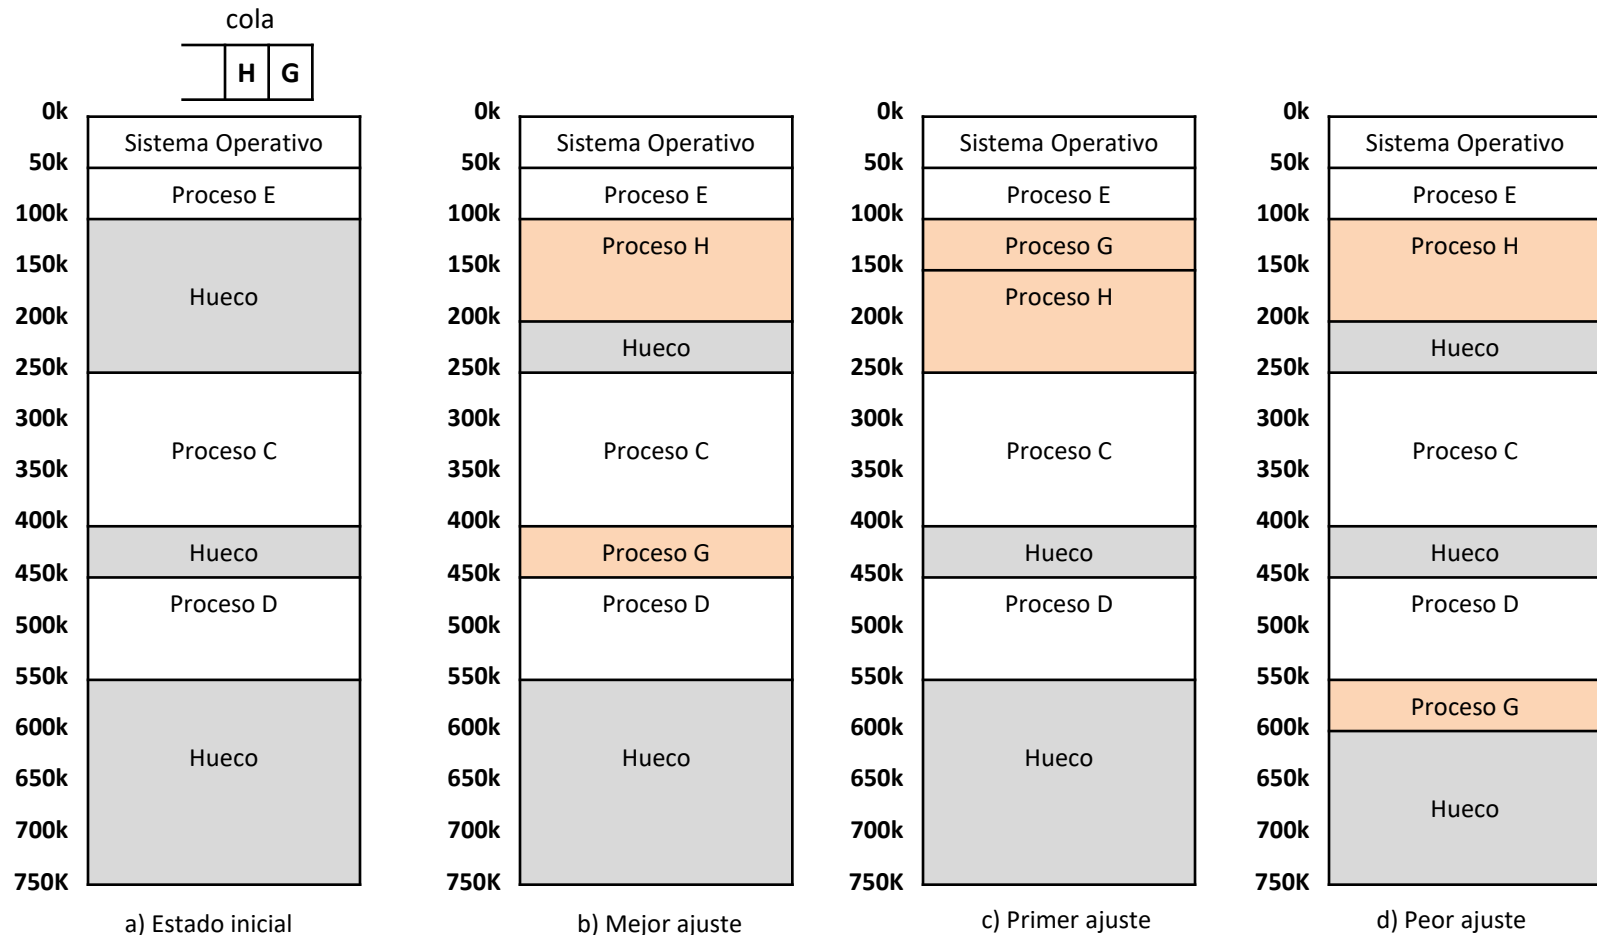 cola
H G
0k
Sistema Operativo
50k
Proceso E
100k
150k
Hueco
200k
250k
300k
Proceso C
350k
400k
Hueco
450k
Proceso D
500k
550k
600k
Hueco
650k
700k
750K
a) Estado inicial
0k
Sistema Operativo
50k
Proceso E
100k
Proceso H
150k
200k
Hueco
250k
300k
Proceso C
350k
400k
Proceso G
450k
Proceso D
500k
550k
600k
Hueco
650k
700k
750K
b) Mejor ajuste
0k
Sistema Operativo
50k
Proceso E
100k
Proceso G
150k
Proceso H
200k
250k
300k
Proceso C
350k
400k
Hueco
450k
Proceso D
500k
550k
600k
Hueco
650k
700k
750K
c) Primer ajuste
0k
Sistema Operativo
50k
Proceso E
100k
Proceso H
150k
200k
Hueco
250k
300k
Proceso C
350k
400k
Hueco
450k
Proceso D
500k
550k
Proceso G
600k
650k
Hueco
700k
750K
d) Peor ajuste